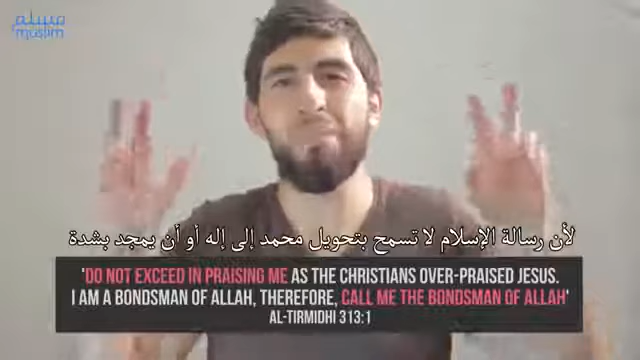 مسلم
muslim
لأن رسالة الإسلام لا تسمح بتحويل محمد إلى إله أو أن يمجد بشدة
'DO NOT EXCEED IN PRAISING ME AS THE CHRISTIANS OVER-PRAISED JESUS.
I AM A BONDSMAN OF ALLAH, THEREFORE, CALL ME THE BONDSMAN OF ALLAH'
AL-TIRMIDHI 313:1